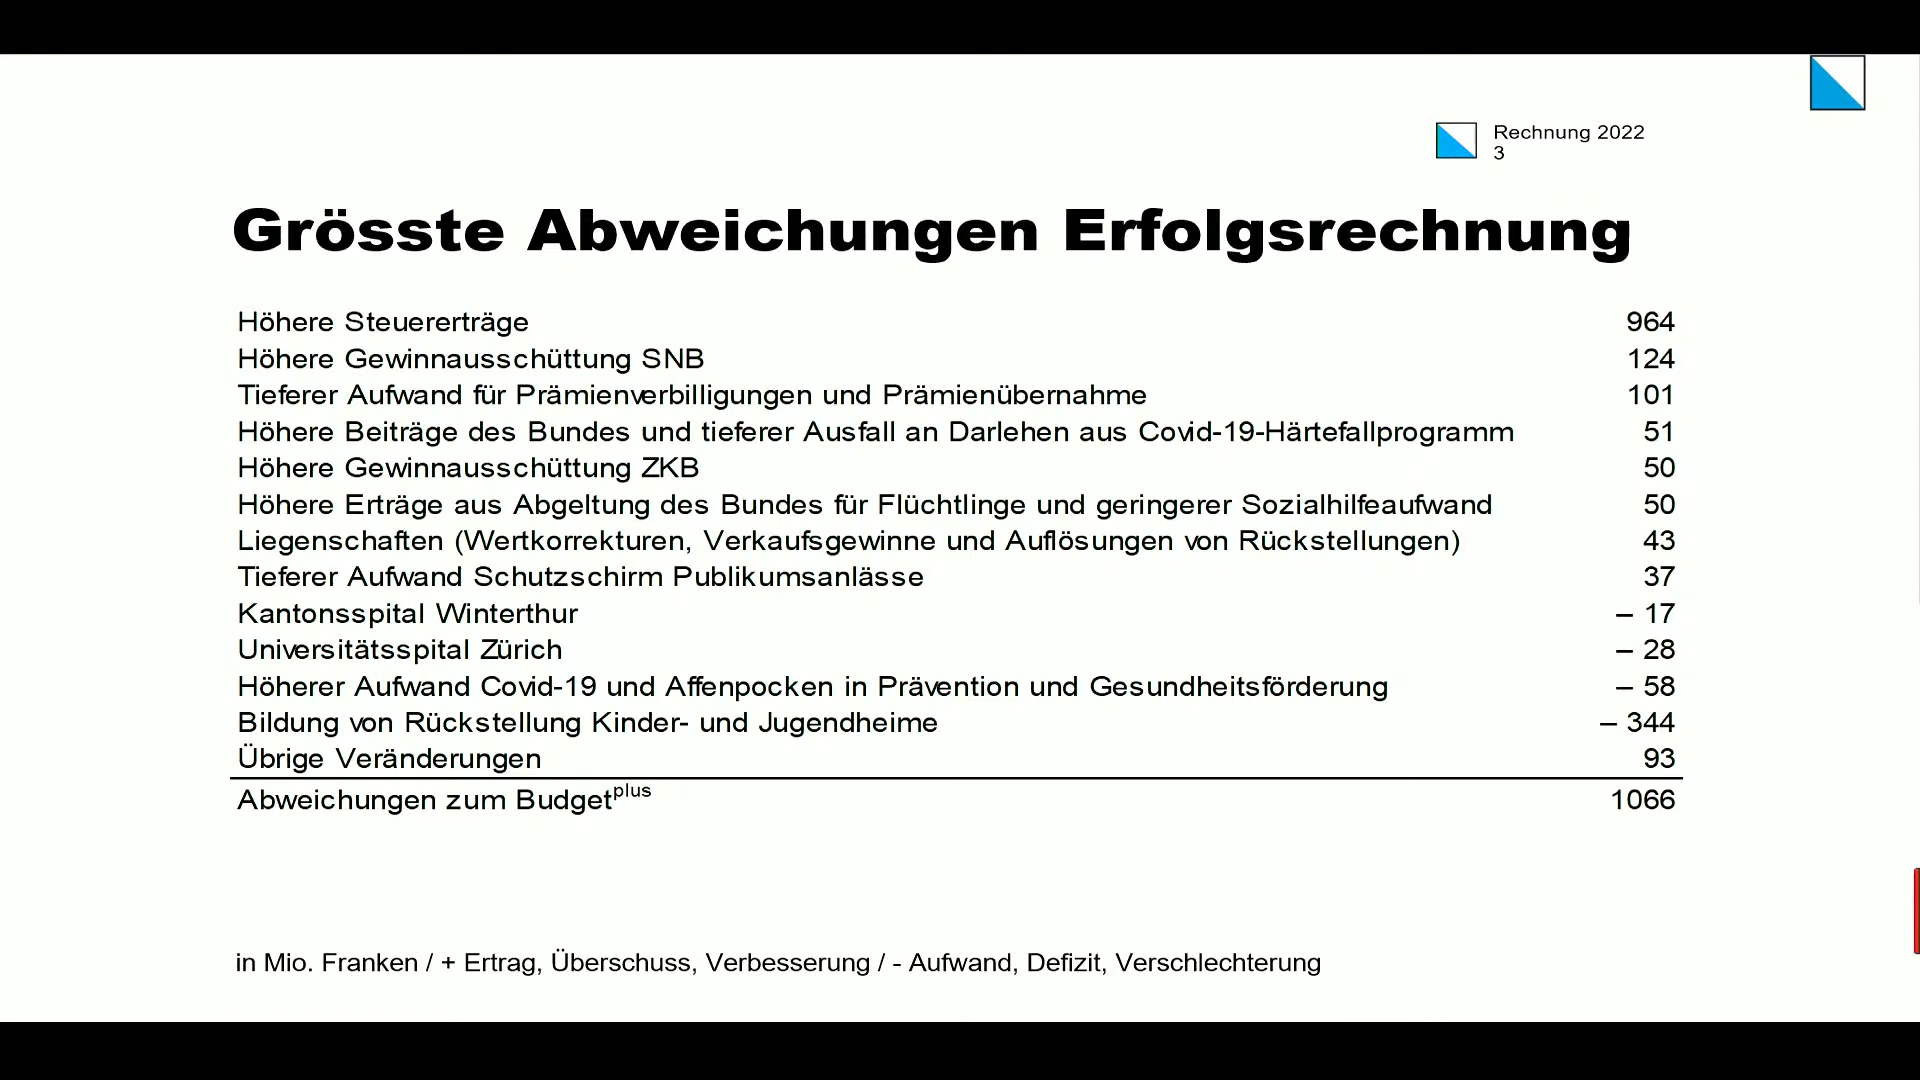 Rechnung 2022
3
Grösste Abweichungen Erfolgsrechnung
Höhere Steuererträge 964
Höhere Gewinnausschüttung SNB 124
Tieferer Aufwand für Prämienverbilligungen und Prämienübernahme 101
Höhere Beiträge des Bundes und tieferer Ausfall an Darlehen aus Covid-19-Härtefallprogramm 51
Höhere Gewinnausschüttung ZKB 50
Höhere Erträge aus Abgeltung des Bundes für Flüchtlinge und geringerer Sozialhilfeaufwand 50
Liegenschaften (Wertkorrekturen, Verkaufsgewinne und Auflösungen von Rückstellungen) 43
Tieferer Aufwand Schutzschirm Publikumsanlässe 37
Kantonsspital Winterthur – 17
Universitätsspital Zürich – 28
Höherer Aufwand Covid-19 und Affenpocken in Prävention und Gesundheitsförderung – 58
Bildung von Rückstellung Kinder- und Jugendheime – 344
Übrige Veränderungen 93
Abweichungen zum Budgetplus 1066
in Mio. Franken / + Ertrag, Überschuss, Verbesserung / - Aufwand, Defizit, Verschlechterung